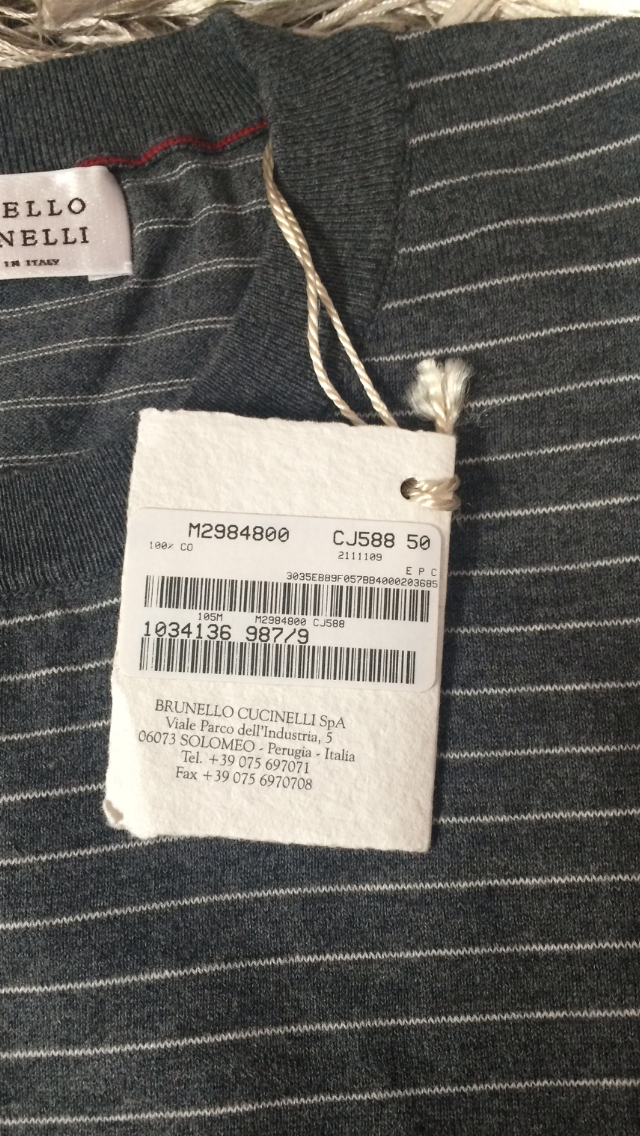 ELLO
NELLI
IN ITALY
M2984800 CJ588 50
100% CO 2111109
E P C
3035EB89F057BB4000203685
105M M2984800 CJ588
1034136 987/9
BRUNELLO CUCINELLI SpA
Viale Parco dell'Industria, 5
06073 SOLOMEO - Perugia - Italia
Tel. +39 075 697071
Fax +39 075 6970708